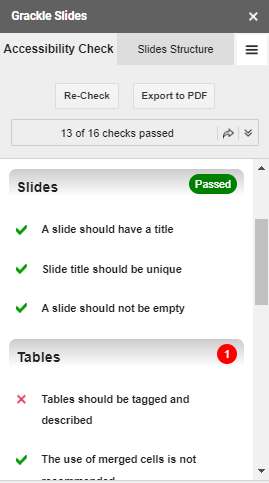 Grackle Slides
Accessibility Check
Slides Structure
Re-Check
Export to PDF
13 of 16 checks passed
Slides
Passed
A slide should have a title
Slide title should be unique
A slide should not be empty
Tables
1
Tables should be tagged and
described
The use of merged cells is not